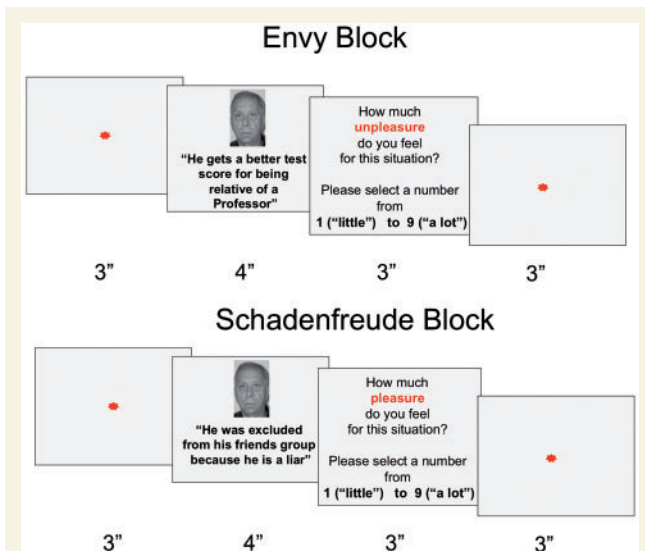 Envy Block
"He gets a better test
score for being
relative of a
Professor"
How much
unpleasure
do you feel
for this situation?
Please select a number
from
1 ("little") to 9 ("a lot")
3" 4" 3" 3"
Schadenfreude Block
"He was excluded
from his friends group
because he is a liar"
How much
pleasure
do you feel
for this situation?
Please select a number
from
1 ("little") to 9 ("a lot")
3" 4" 3" 3"